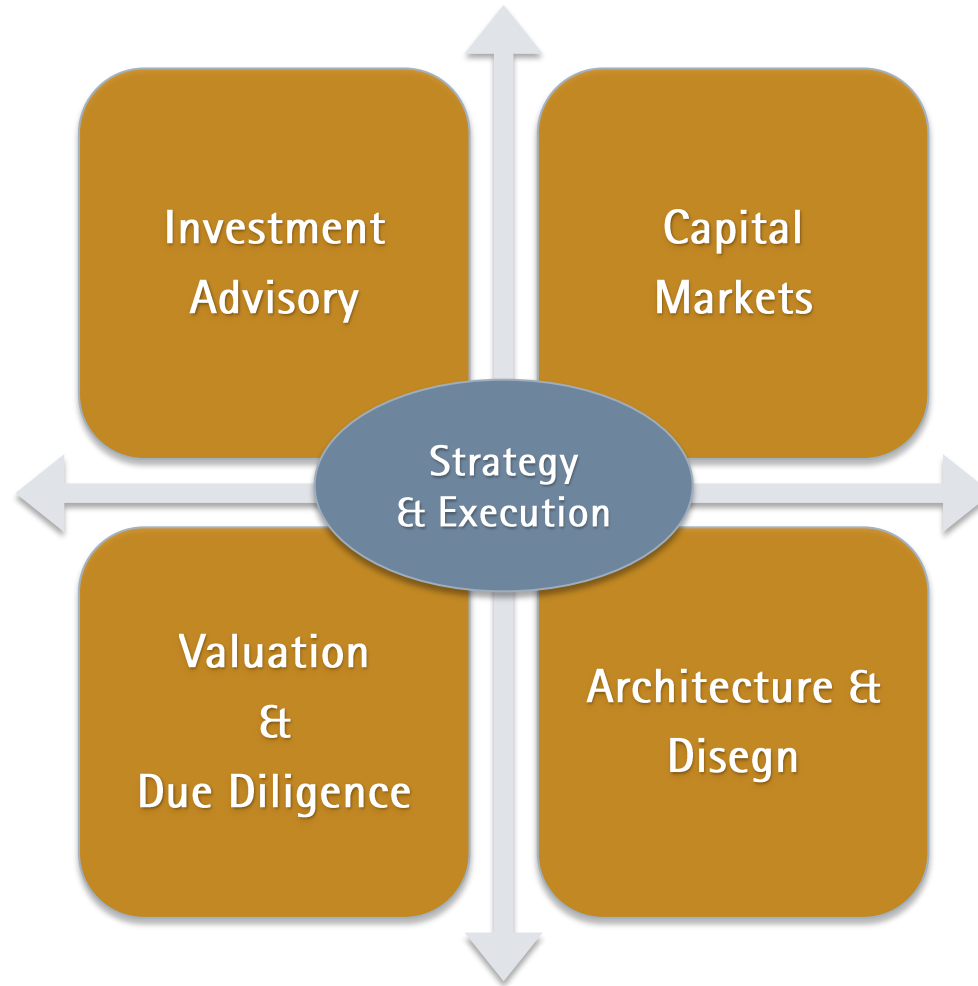 Investment
Advisory
Capital
Markets
Strategy
& Execution
Valuation
&
Due Diligence
Architecture &
Disegn